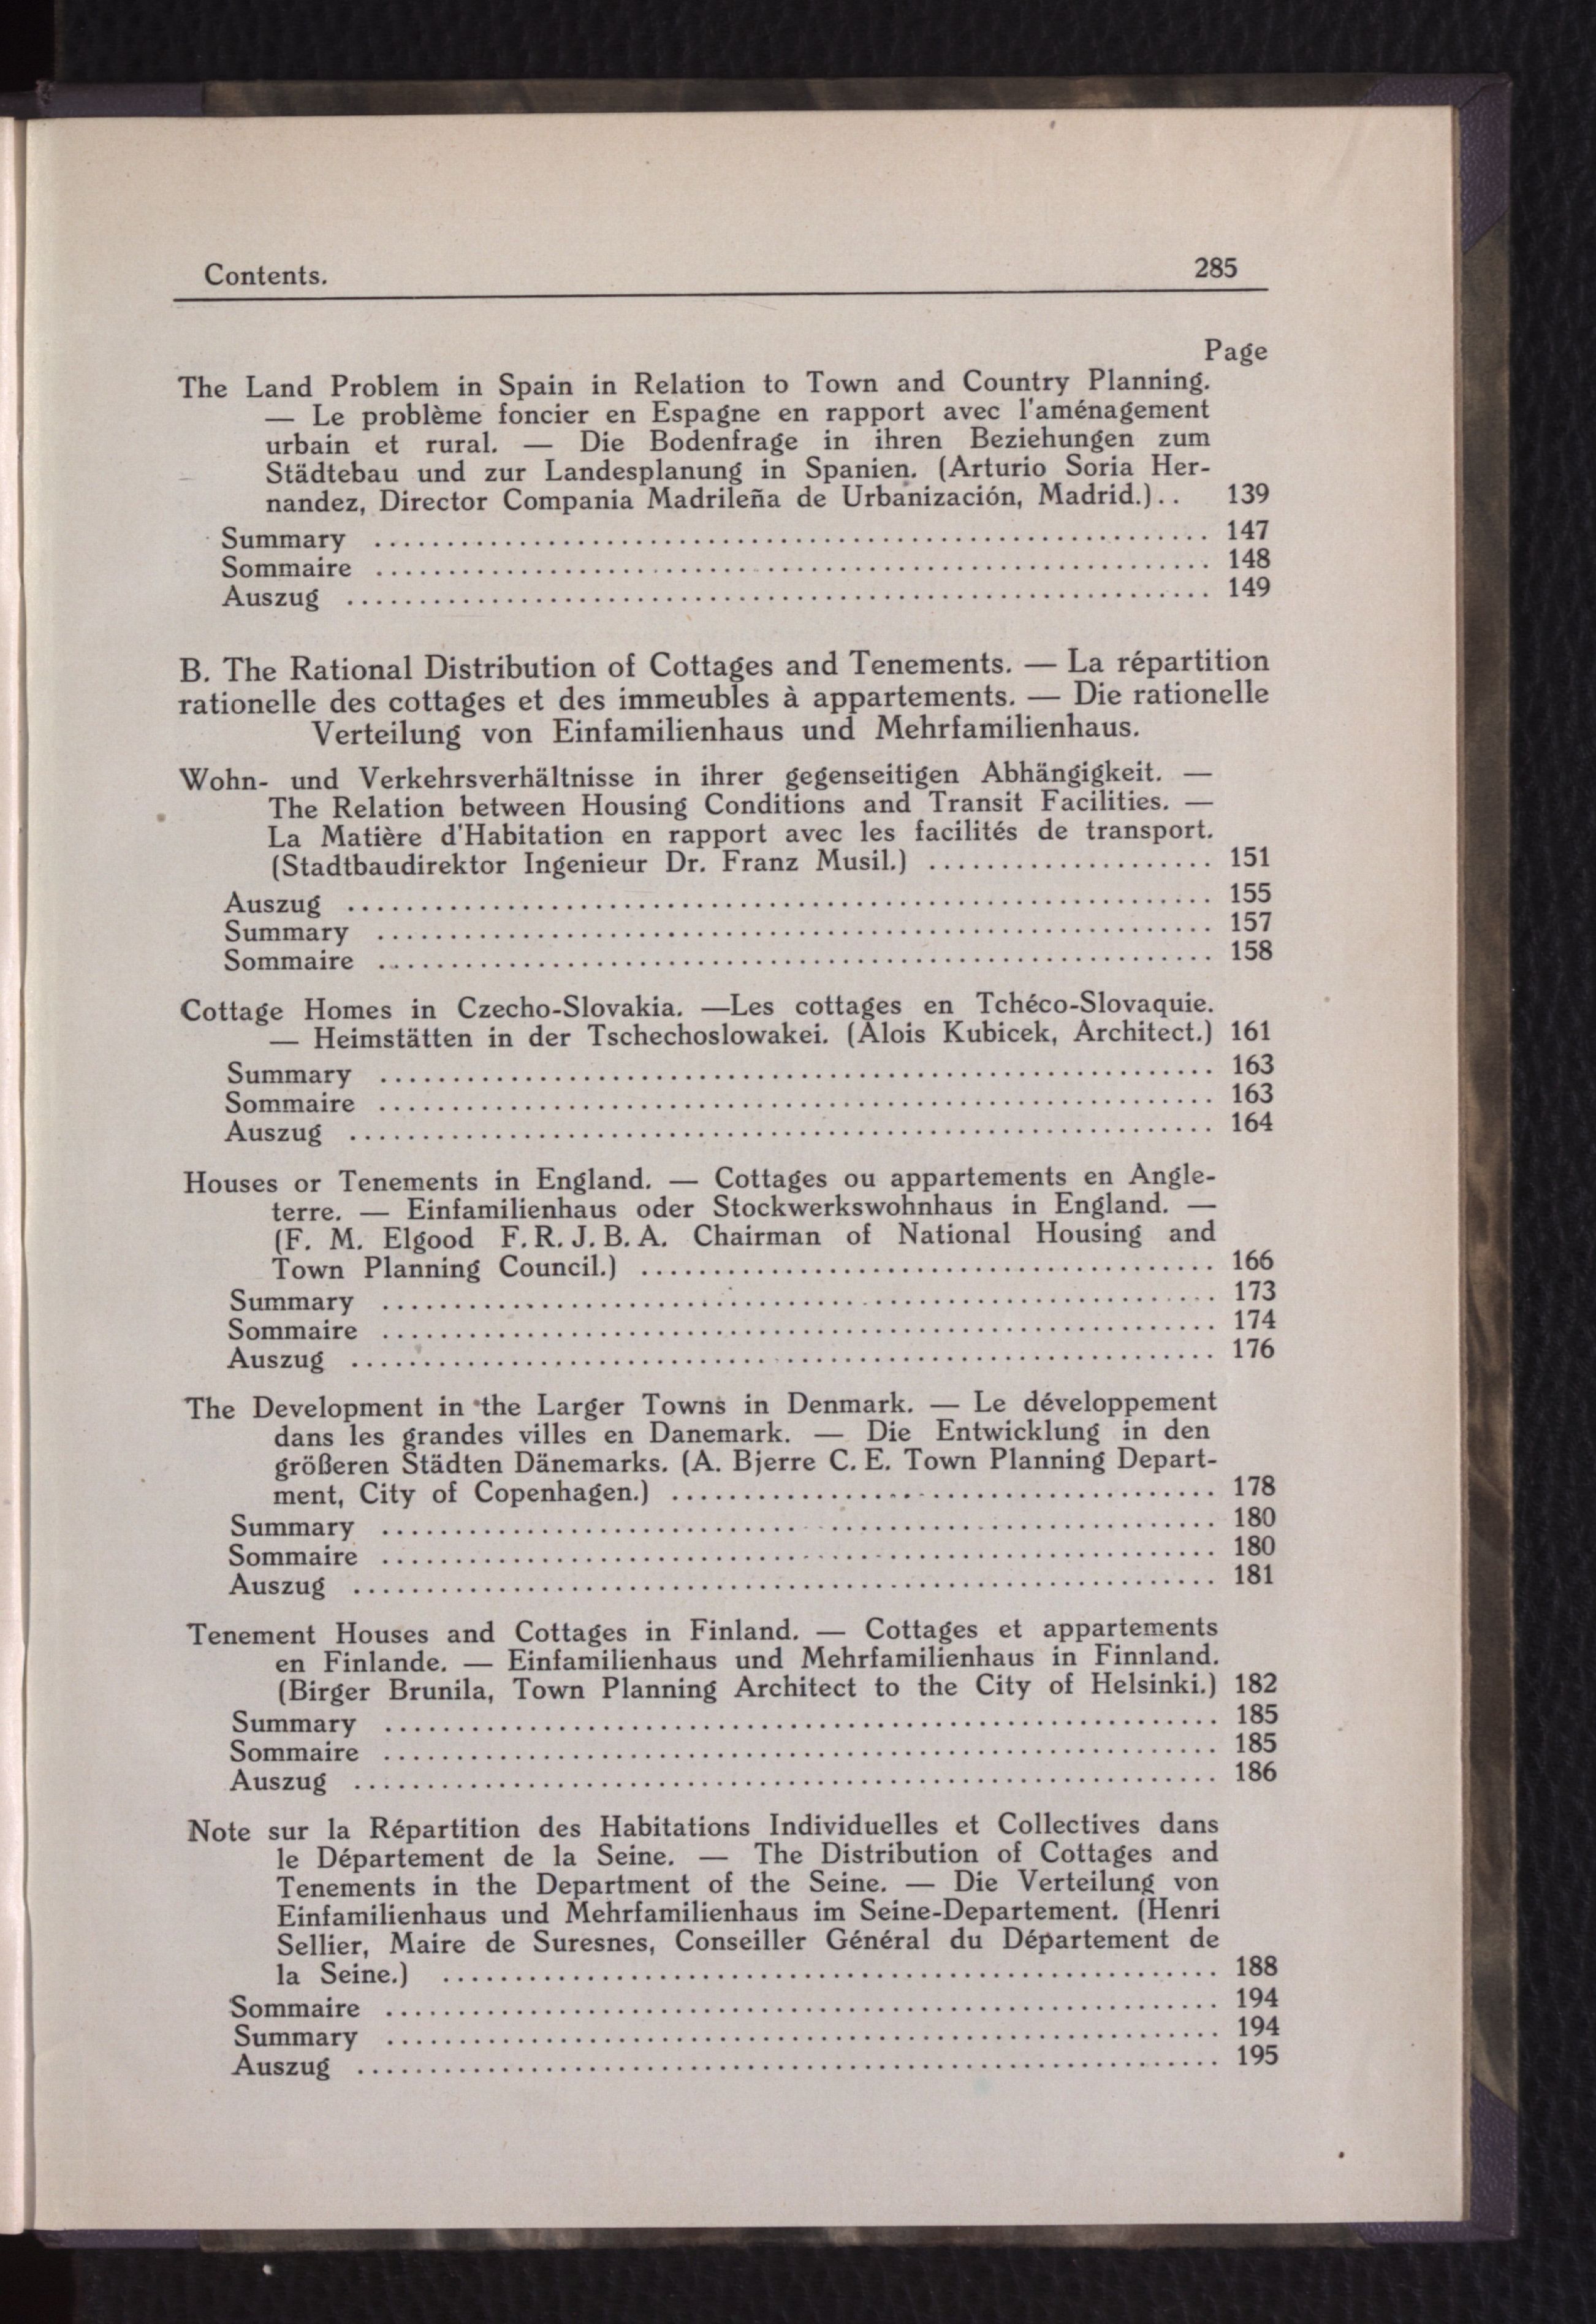 Contents. 285
Page
The Land Problem in Spain in Relation to Town and Country Planning.
— Le problème foncier en Espagne en rapport avec l'aménagement
urbain et rural. — Die Bodenfrage in ihren Beziehungen zum
Städtebau und zur Landesplanung in Spanien. (Arturio Soria Her-
nandez, Director Compania Madrileña de Urbanización, Madrid.).. 139
Summary ........ 147
Sommaire ........ 148
Auszug ........ 149
B. The Rational Distribution of Cottages and Tenements. — La répartition
rationelle des cottages et des immeubles à appartements. — Die rationelle
Verteilung von Einfamilienhaus und Mehrfamilienhaus.
Wohn- und Verkehrsverhältnisse in ihrer gegenseitigen Abhängigkeit. —
The Relation between Housing Conditions and Transit Facilities. —
La Matière d'Habitation en rapport avec les facilités de transport.
(Stadtbaudirektor Ingenieur Dr. Franz Musil.) ........ 151
Auszug ........ 155
Summary ........ 157
Sommaire ........ 158
Cottage Homes in Czecho-Slovakia. —Les cottages en Tchéco-Slovaquie.
— Heimstätten in der Tschechoslowakei. (Alois Kubicek, Architect.) 161
Summary ........ 163
Sommaire ........ 163
Auszug ........ 164
Houses or Tenements in England. — Cottages ou appartements en Angle-
terre. — Einfamilienhaus oder Stockwerkswohnhaus in England. —
(F. M. Elgood F. R. J. B. A. Chairman of National Housing and
Town Planning Council.) ........ 166
Summary ........ 173
Sommaire ........ 174
Auszug ........ 176
The Development in the Larger Towns in Denmark. — Le développement
dans les grandes villes en Danemark. — Die Entwicklung in den
größeren Städten Dänemarks. (A. Bjerre C. E. Town Planning Depart-
ment, City of Copenhagen.) ........ 178
Summary ........ 180
Sommaire ........ 180
Auszug ........ 181
Tenement Houses and Cottages in Finland. — Cottages et appartements
en Finlande. — Einfamilienhaus und Mehrfamilienhaus in Finnland.
(Birger Brunila, Town Planning Architect to the City of Helsinki.) 182
Summary ........ 185
Sommaire ........ 185
Auszug ........ 186
Note sur la Répartition des Habitations Individuelles et Collectives dans
le Département de la Seine. — The Distribution of Cottages and
Tenements in the Department of the Seine. — Die Verteilung von
Einfamilienhaus und Mehrfamilienhaus im Seine-Departement. (Henri
Sellier, Maire de Suresnes, Conseiller Général du Département de
la Seine.) ........ 188
Sommaire ........ 194
Summary ........ 194
Auszug ........ 195